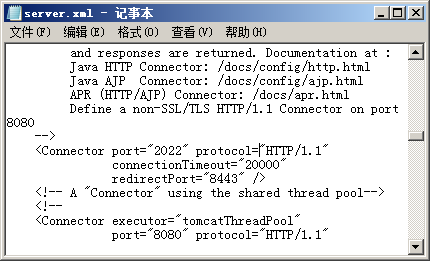 server.xml - 记事本
文件(F) 编辑(E) 格式(O) 查看(V) 帮助(H)
and responses are returned. Documentation at :
Java HTTP Connector: /docs/config/http.html
Java AJP  Connector: /docs/config/ajp.html
APR (HTTP/AJP) Connector: /docs/apr.html
Define a non-SSL/TLS HTTP/1.1 Connector on port
8080
-->
<Connector port="2022" protocol="HTTP/1.1"
connectionTimeout="20000"
redirectPort="8443" />
<!-- A "Connector" using the shared thread pool-->
<!--
<Connector executor="tomcatThreadPool"
port="8080" protocol="HTTP/1.1"